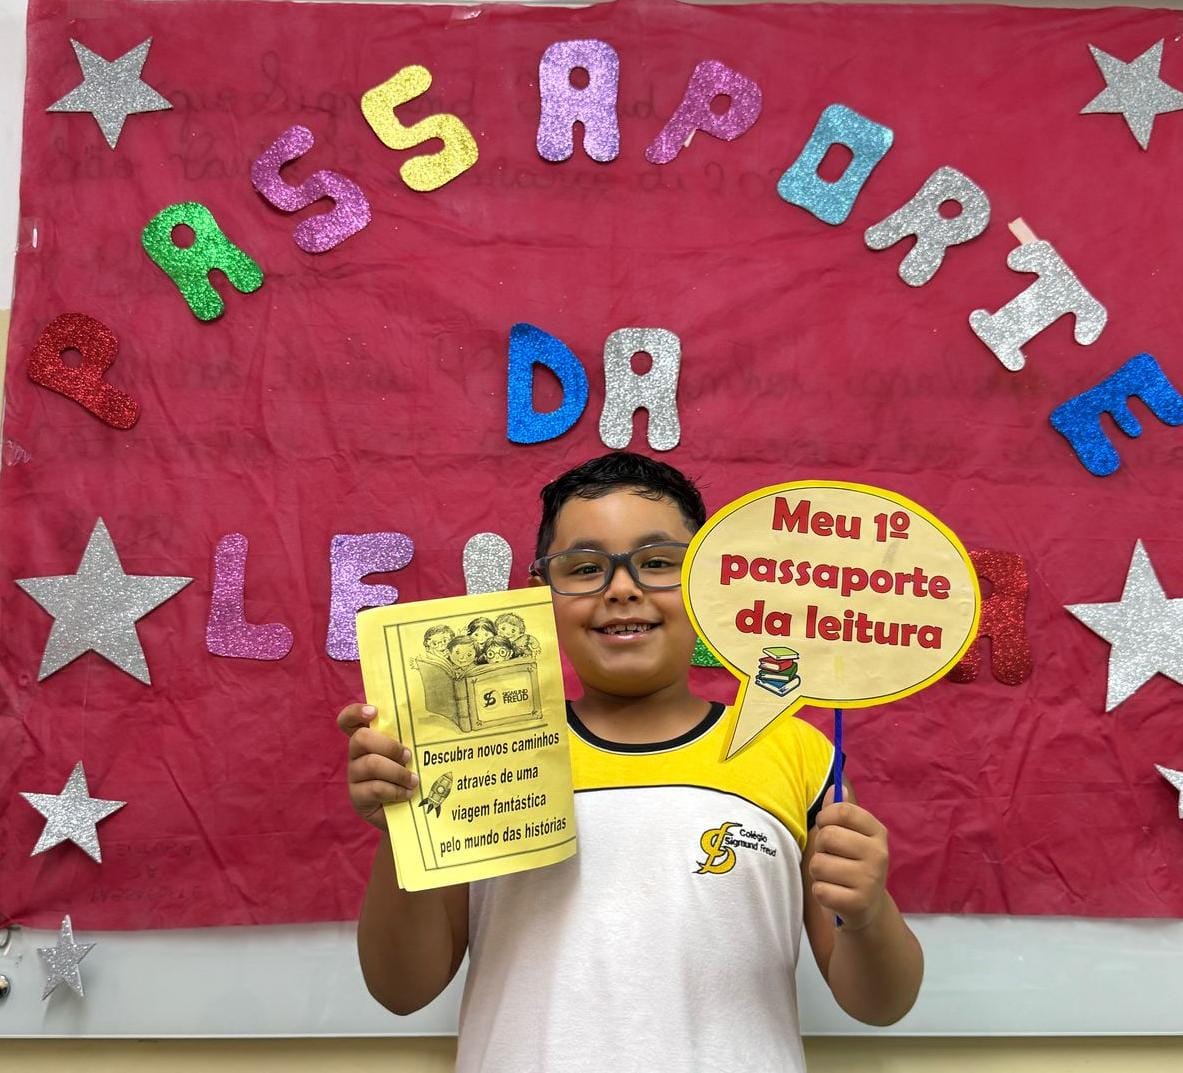 PASSAPORTE
DA
LEI A
Meu 1º
passaporte
da leitura
SIGMUND
FREUD
Descubra novos caminhos
através de uma
viagem fantástica
pelo mundo das histórias
Colégio
Sigmund Freud